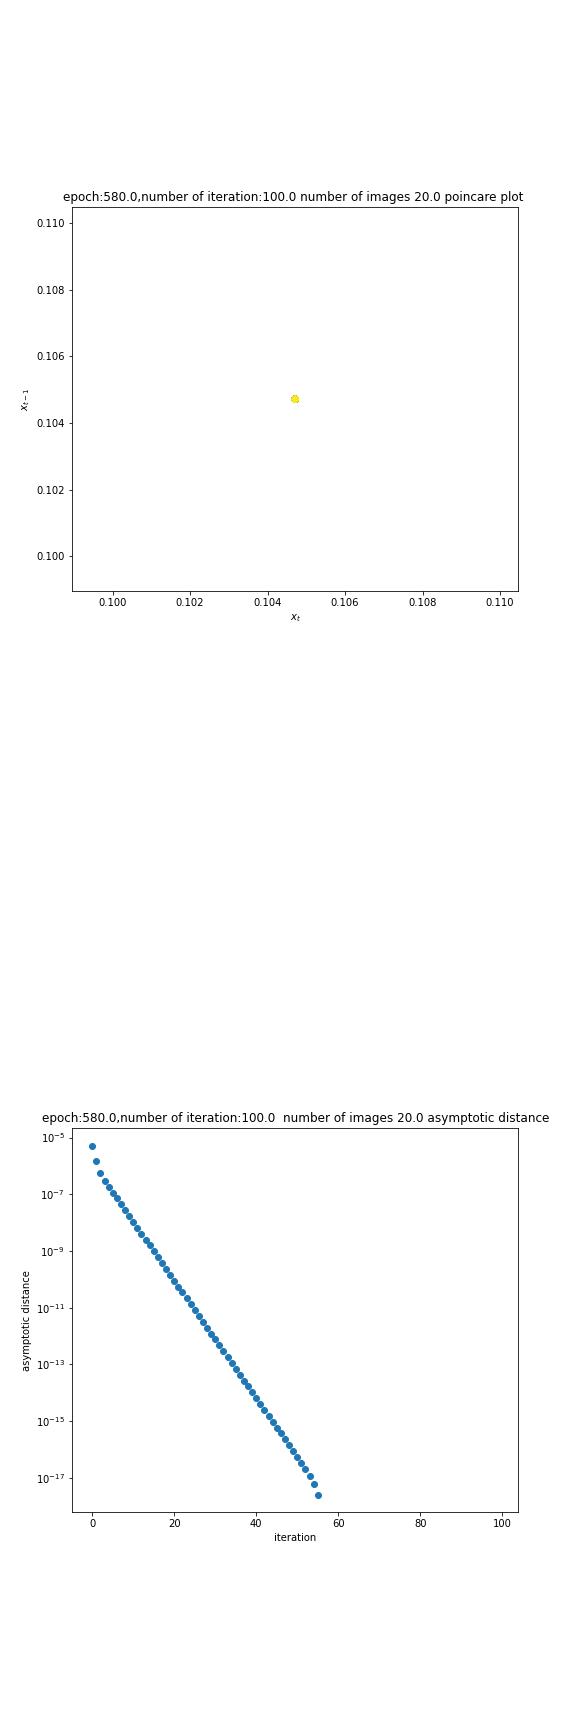 epoch:580.0,number of iteration:100.0 number of images 20.0 poincare plot
0.110
0.108
0.106
0.104
0.102
0.100
x_{t-1}
0.100 0.102 0.104 0.106 0.108 0.110
x_t
epoch:580.0,number of iteration:100.0  number of images 20.0 asymptotic distance
10^{-5}
10^{-7}
10^{-9}
10^{-11}
10^{-13}
10^{-15}
10^{-17}
asymptotic distance
0 20 40 60 80 100
iteration